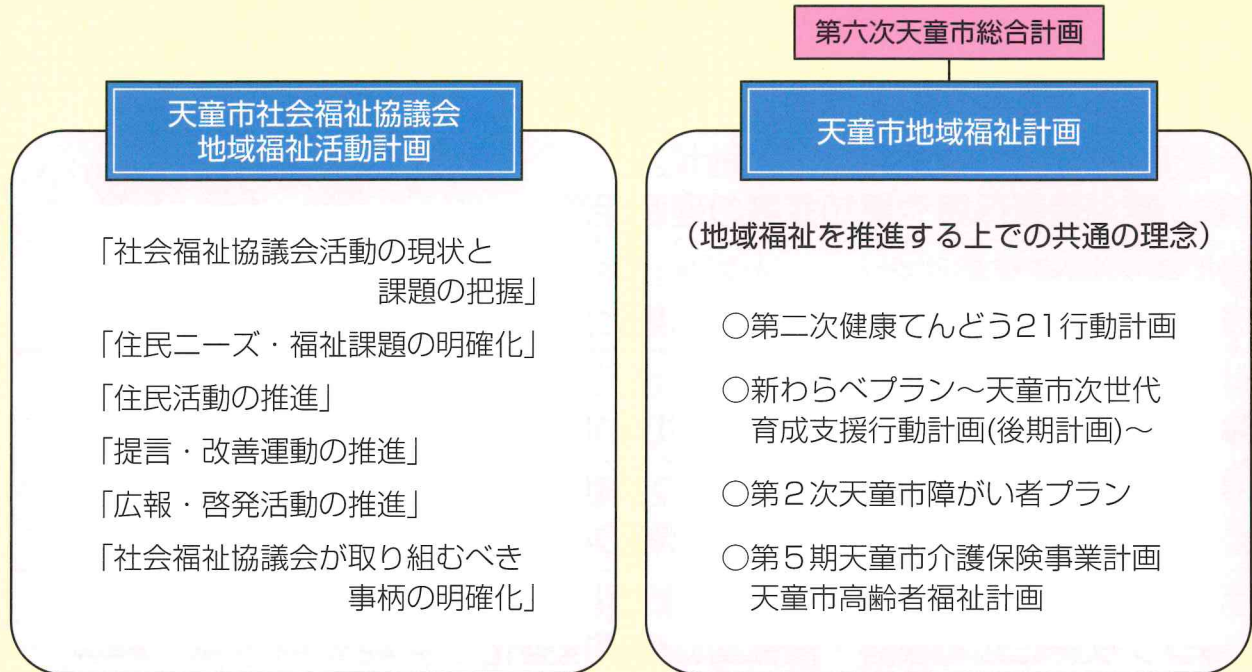 第六次天童市総合計画
天童市社会福祉協議会
地域福祉活動計画
「社会福祉協議会活動の現状と
課題の把握」
「住民ニーズ・福祉課題の明確化」
「住民活動の推進」
「提言・改善運動の推進」
「広報・啓発活動の推進」
「社会福祉協議会が取り組むべき
事柄の明確化」
天童市地域福祉計画
（地域福祉を推進する上での共通の理念）
○第二次健康てんどう21行動計画
○新わらべプラン～天童市次世代
育成支援行動計画(後期計画)～
○第２次天童市障がい者プラン
○第５期天童市介護保険事業計画
天童市高齢者福祉計画